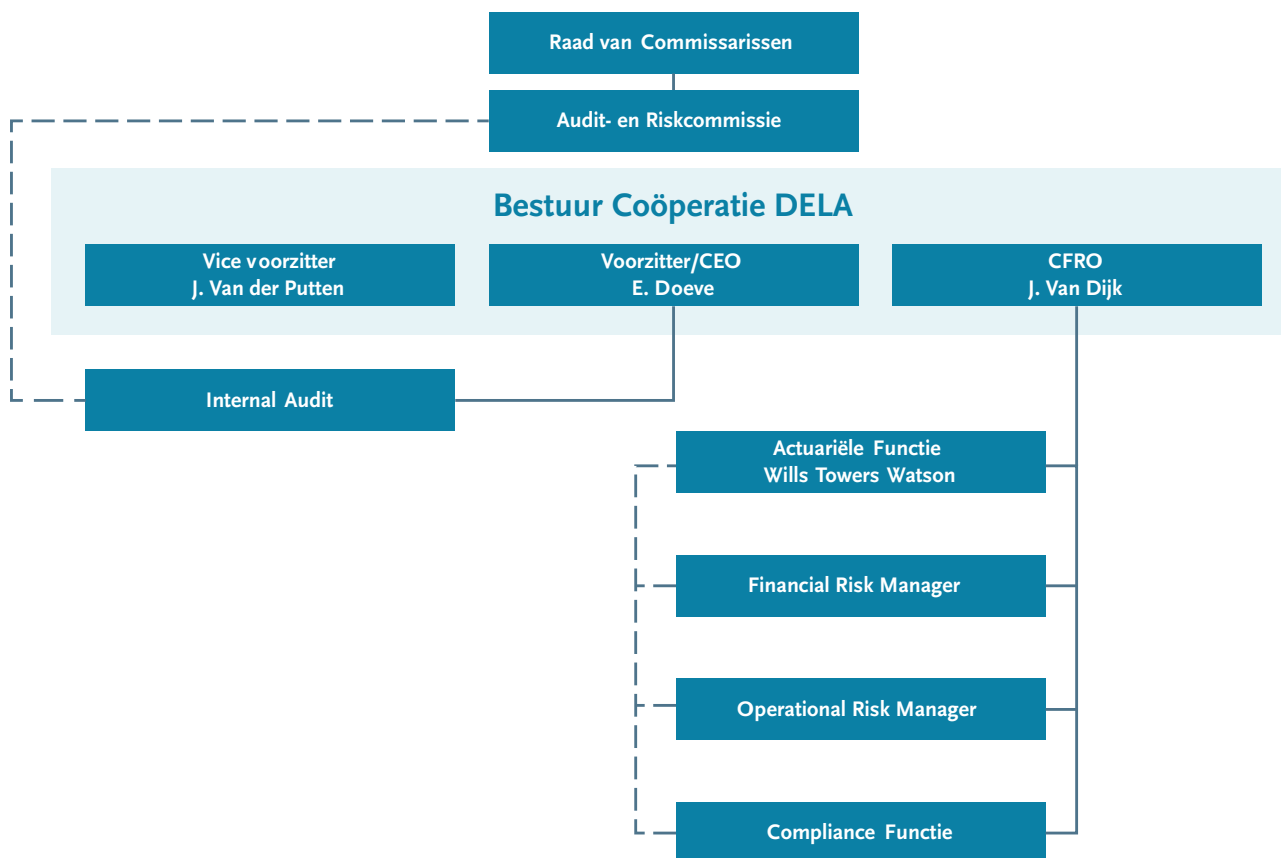 Raad van Commissarissen
Audit- en Riskcommissie
Bestuur Coöperatie DELA
Vice voorzitter
J. Van der Putten
Voorzitter/CEO
E. Doeve
CFRO
J. Van Dijk
Internal Audit
Actuariële Functie
Wills Towers Watson
Financial Risk Manager
Operational Risk Manager
Compliance Functie